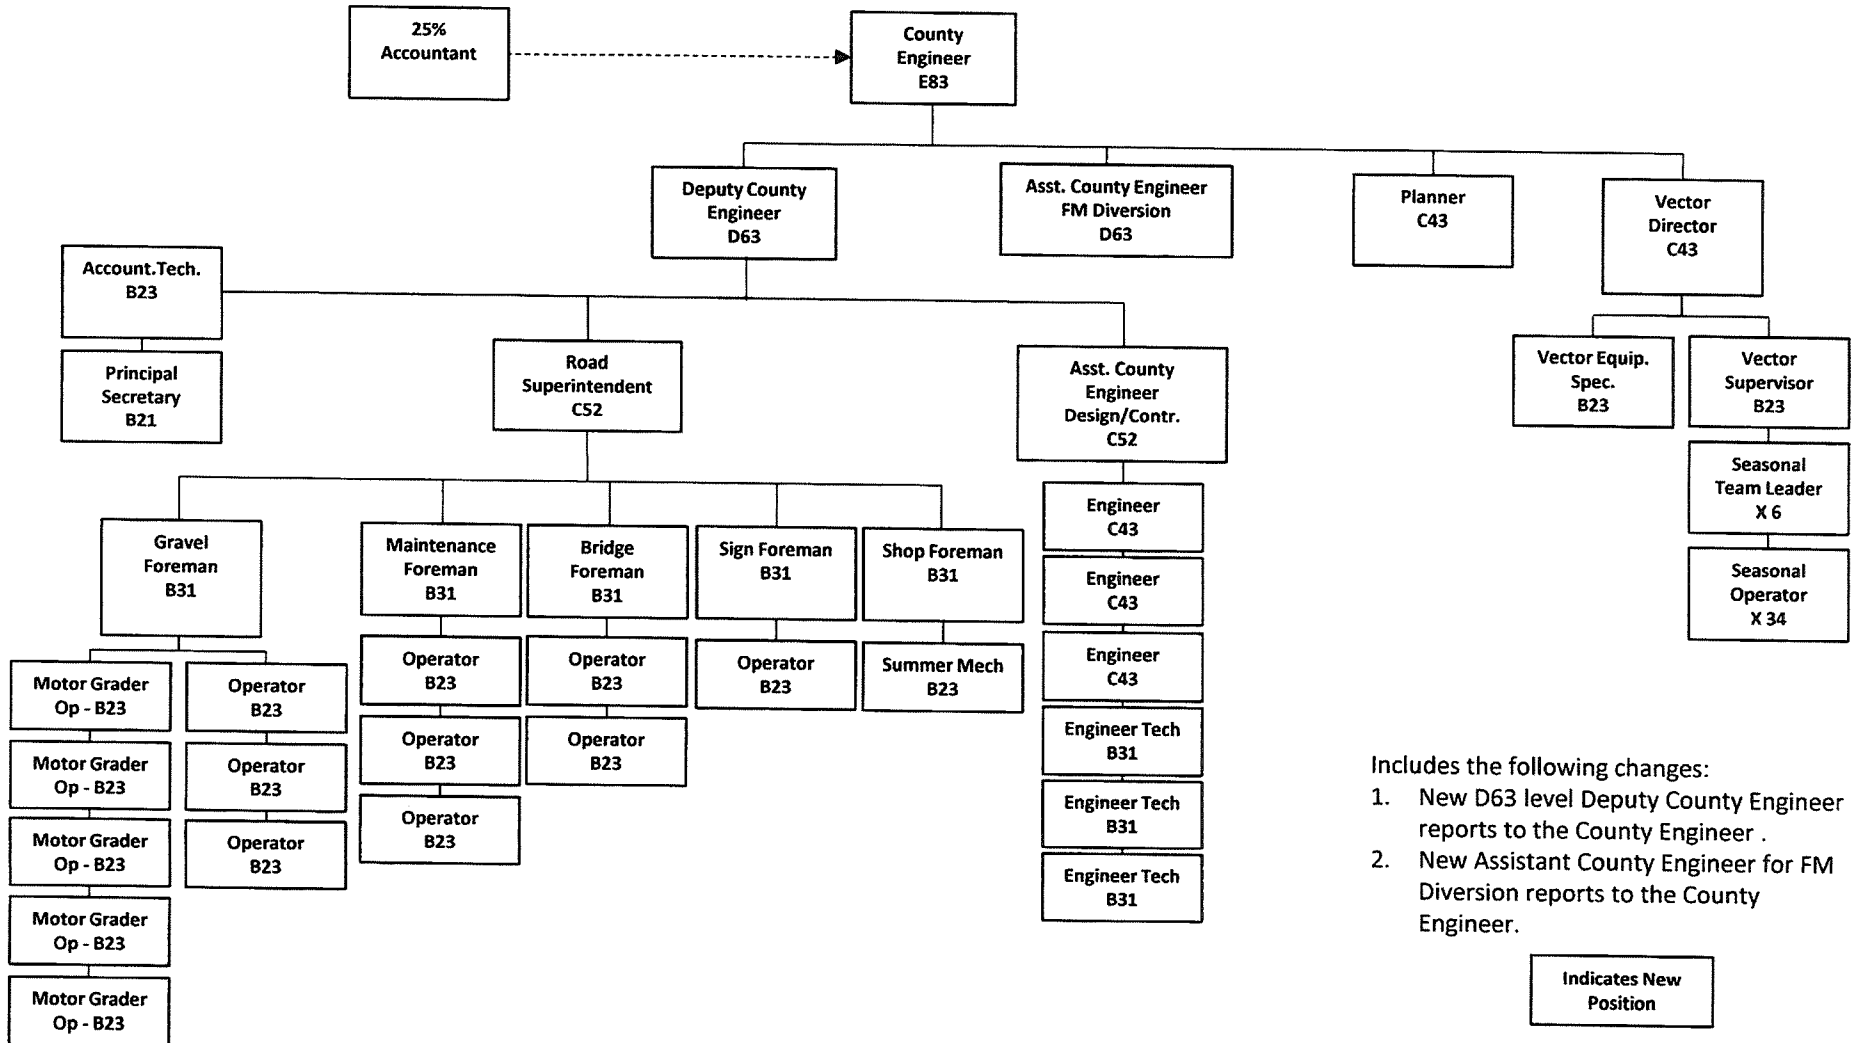 25%
Accountant
County
Engineer
E83
Deputy County
Engineer
D63
Asst. County Engineer
FM Diversion
D63
Planner
C43
Vector
Director
C43
Account.Tech.
B23
Principal
Secretary
B21
Road
Superintendent
C52
Asst. County
Engineer
Design/Contr.
C52
Vector Equip.
Spec.
B23
Vector
Supervisor
B23
Seasonal
Team Leader
X 6
Seasonal
Operator
X 34
Gravel
Foreman
B31
Maintenance
Foreman
B31
Bridge
Foreman
B31
Sign Foreman
B31
Shop Foreman
B31
Motor Grader
Op - B23
Motor Grader
Op - B23
Motor Grader
Op - B23
Motor Grader
Op - B23
Motor Grader
Op - B23
Operator
B23
Operator
B23
Operator
B23
Operator
B23
Operator
B23
Operator
B23
Operator
B23
Operator
B23
Operator
B23
Summer Mech
B23
Engineer
C43
Engineer
C43
Engineer
C43
Engineer Tech
B31
Engineer Tech
B31
Engineer Tech
B31
Includes the following changes:
1. New D63 level Deputy County Engineer
reports to the County Engineer .
2. New Assistant County Engineer for FM
Diversion reports to the County
Engineer.
Indicates New
Position